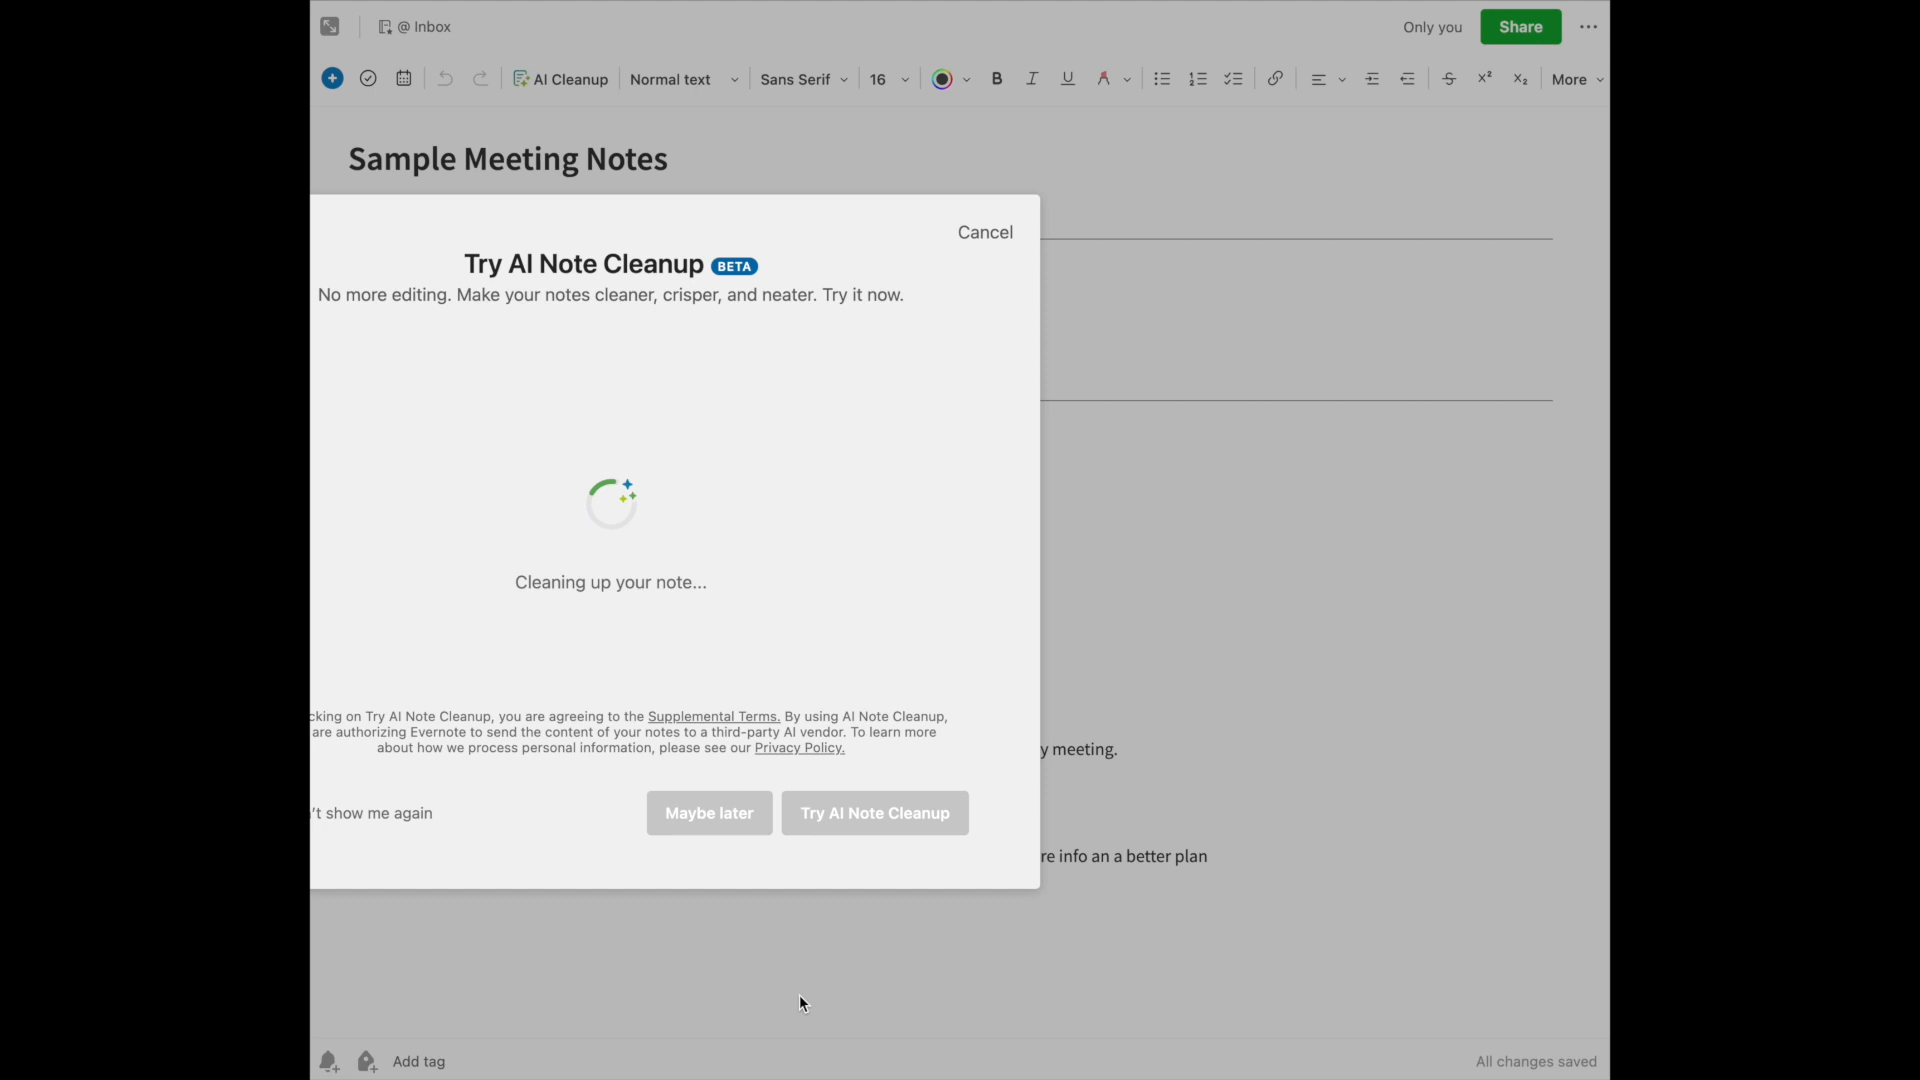 @ Inbox
Only you
Share
AI Cleanup
Normal text
Sans Serif
16
B
I
U
A
More
Sample Meeting Notes
Cancel
Try AI Note Cleanup BETA
No more editing. Make your notes cleaner, crisper, and neater. Try it now.
Cleaning up your note...
cking on Try AI Note Cleanup, you are agreeing to the Supplemental Terms. By using AI Note Cleanup,
are authorizing Evernote to send the content of your notes to a third-party AI vendor. To learn more
about how we process personal information, please see our Privacy Policy.
y meeting.
't show me again
Maybe later
Try AI Note Cleanup
re info an a better plan
Add tag
All changes saved